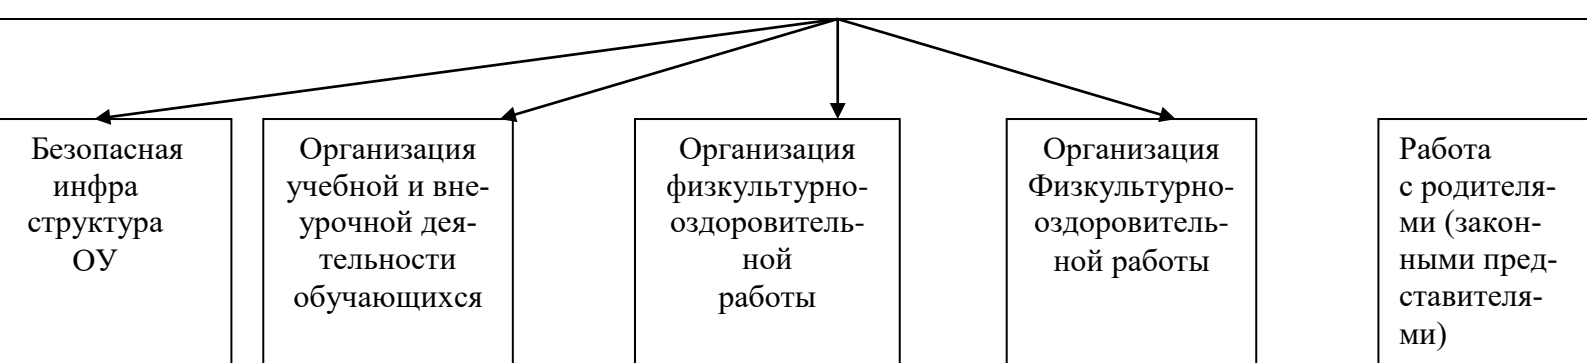 Безопасная
инфра
структура
ОУ
Организация
учебной и вне-
урочной дея-
тельности
обучающихся
Организация
физкультурно-
оздоровитель-
ной
работы
Организация
Физкультурно-
оздоровитель-
ной работы
Работа
с родителя-
ми (закон-
ными пред-
ставителя-
ми)